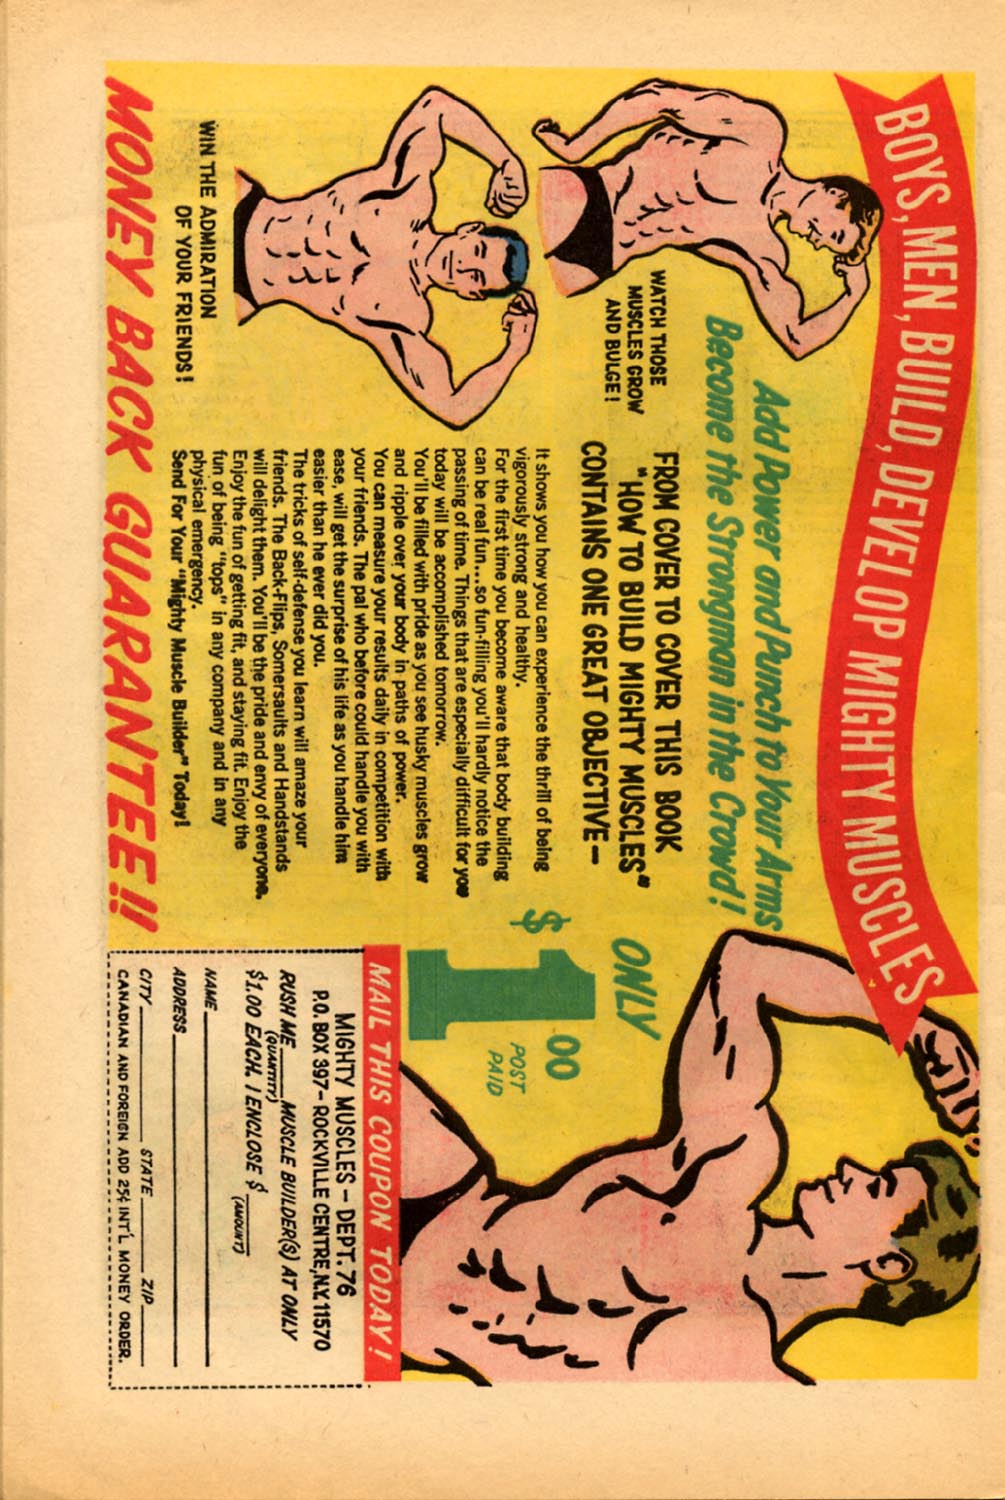 BOYS, MEN, BUILD, DEVELOP MIGHTY MUSCLES
Add Power and Punch to Your Arms
Become the Strongman in the Crowd!
WATCH THOSE
MUSCLES GROW
AND BULGE!
FROM COVER TO COVER THIS BOOK
"HOW TO BUILD MIGHTY MUSCLES"
CONTAINS ONE GREAT OBJECTIVE—
It shows you how you can experience the thrill of being
vigorously strong and healthy.
For the first time you become aware that body building
can be real fun...so fun-filling you'll hardly notice the
passing of time. Things that are especially difficult for you
today will be accomplished tomorrow.
You'll be filled with pride as you see husky muscles grow
and ripple over your body in paths of power.
You can measure your results daily in competition with
your friends. The pal who before could handle you with
ease, will get the surprise of his life as you handle him
easier than he ever did you.
The tricks of self-defense you learn will amaze your
friends. The Back-Flips, Somersaults and Handstands
will delight them. You'll be the pride and envy of everyone.
Enjoy the fun of getting fit, and staying fit. Enjoy the
fun of being "tops" in any company and in any
physical emergency.
Send For Your "Mighty Muscle Builder" Today!
WIN THE ADMIRATION
OF YOUR FRIENDS!
MONEY BACK GUARANTEE!!
ONLY
$1.00
POST
PAID
MAIL THIS COUPON TODAY!
MIGHTY MUSCLES — DEPT. 76
P.O. BOX 397 — ROCKVILLE CENTRE, N.Y. 11570
RUSH ME ____ MUSCLE BUILDER(S) AT ONLY
(QUANTITY)
$1.00 EACH. I ENCLOSE $ ____
(AMOUNT)
NAME
ADDRESS
CITY ____ STATE ____ ZIP ____
CANADIAN AND FOREIGN ADD 25¢ INT'L MONEY ORDER.